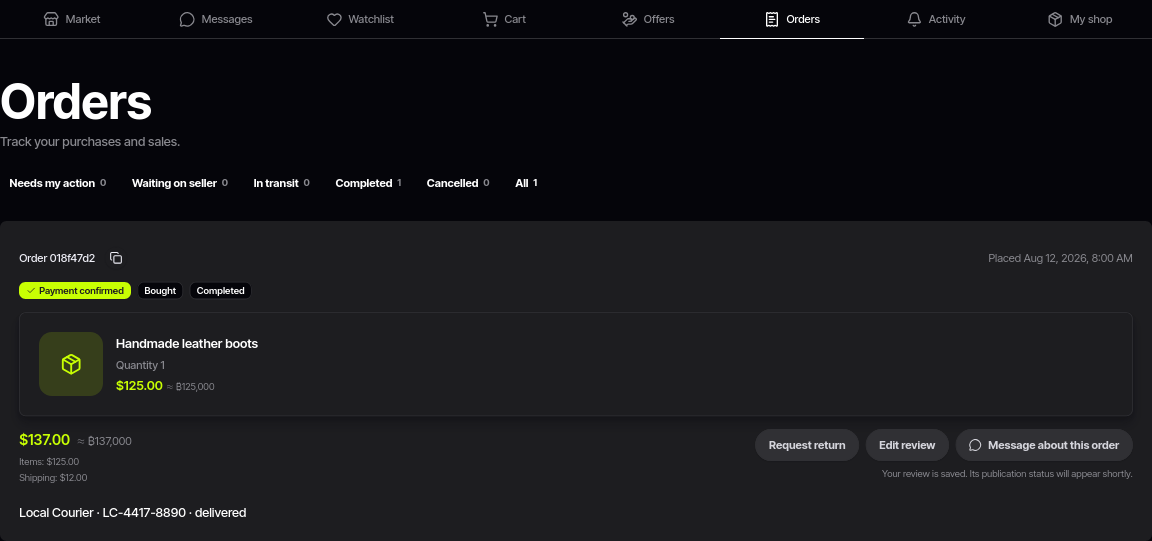 Market Messages Watchlist Cart Offers Orders Activity My shop
Orders
Track your purchases and sales.
Needs my action 0 Waiting on seller 0 In transit 0 Completed 1 Cancelled 0 All 1
Order 018f47d2 Placed Aug 12, 2026, 8:00 AM
Payment confirmed Bought Completed
Handmade leather boots
Quantity 1
$125.00 ≈ ₿125,000
$137.00 ≈ ₿137,000
Request return Edit review Message about this order
Items: $125.00
Your review is saved. Its publication status will appear shortly.
Shipping: $12.00
Local Courier · LC-4417-8890 · delivered